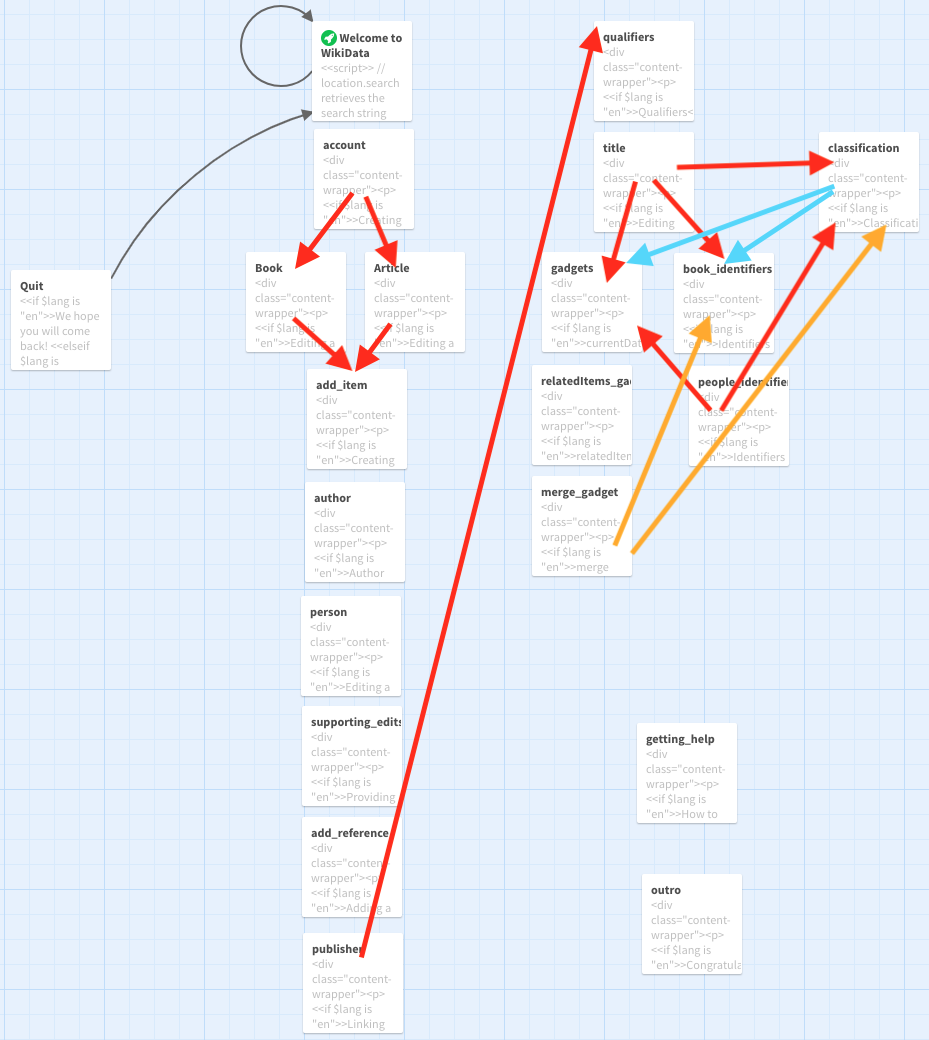 Welcome to
WikiData
<<script>> //
location.search
retrieves the
search string
account
<div
class="content-
wrapper"><p>
<<if $lang is
"en">>Creating
Book
<div
class="content-
wrapper"><p>
<<if $lang is
"en">>Editing a
Article
<div
class="content-
wrapper"><p>
<<if $lang is
"en">>Editing a
Quit
<<if $lang is
"en">>We hope
you will come
back! <<elseif
$lang is
add_item
<div
class="content-
wrapper"><p>
<<if $lang is
"en">>Creating
author
<div
class="content-
wrapper"><p>
<<if $lang is
"en">>Author
person
<div
class="content-
wrapper"><p>
<<if $lang is
"en">>Editing a
supporting_edits
<div
class="content-
wrapper"><p>
<<if $lang is
"en">>Providing
add_reference
<div
class="content-
wrapper"><p>
<<if $lang is
"en">>Adding a
publisher
<div
class="content-
wrapper"><p>
<<if $lang is
"en">>Linking
qualifiers
<div
class="content-
wrapper"><p>
<<if $lang is
"en">>Qualifiers<
title
<div
class="content-
wrapper"><p>
<<if $lang is
"en">>Editing
classification
<div
class="content-
wrapper"><p>
<<if $lang is
"en">>Classificati
gadgets
<div
class="content-
wrapper"><p>
<<if $lang is
"en">>currentDat
book_identifiers
<div
class="content-
wrapper"><p>
<<if $lang is
"en">>Identifiers
relatedItems_gad
<div
class="content-
wrapper"><p>
<<if $lang is
"en">>relatedItem
people_identifier
<div
class="content-
wrapper"><p>
<<if $lang is
"en">>Identifiers
merge_gadget
<div
class="content-
wrapper"><p>
<<if $lang is
"en">>merge
getting_help
<div
class="content-
wrapper"><p>
<<if $lang is
"en">>How to
outro
<div
class="content-
wrapper"><p>
<<if $lang is
"en">>Congratula